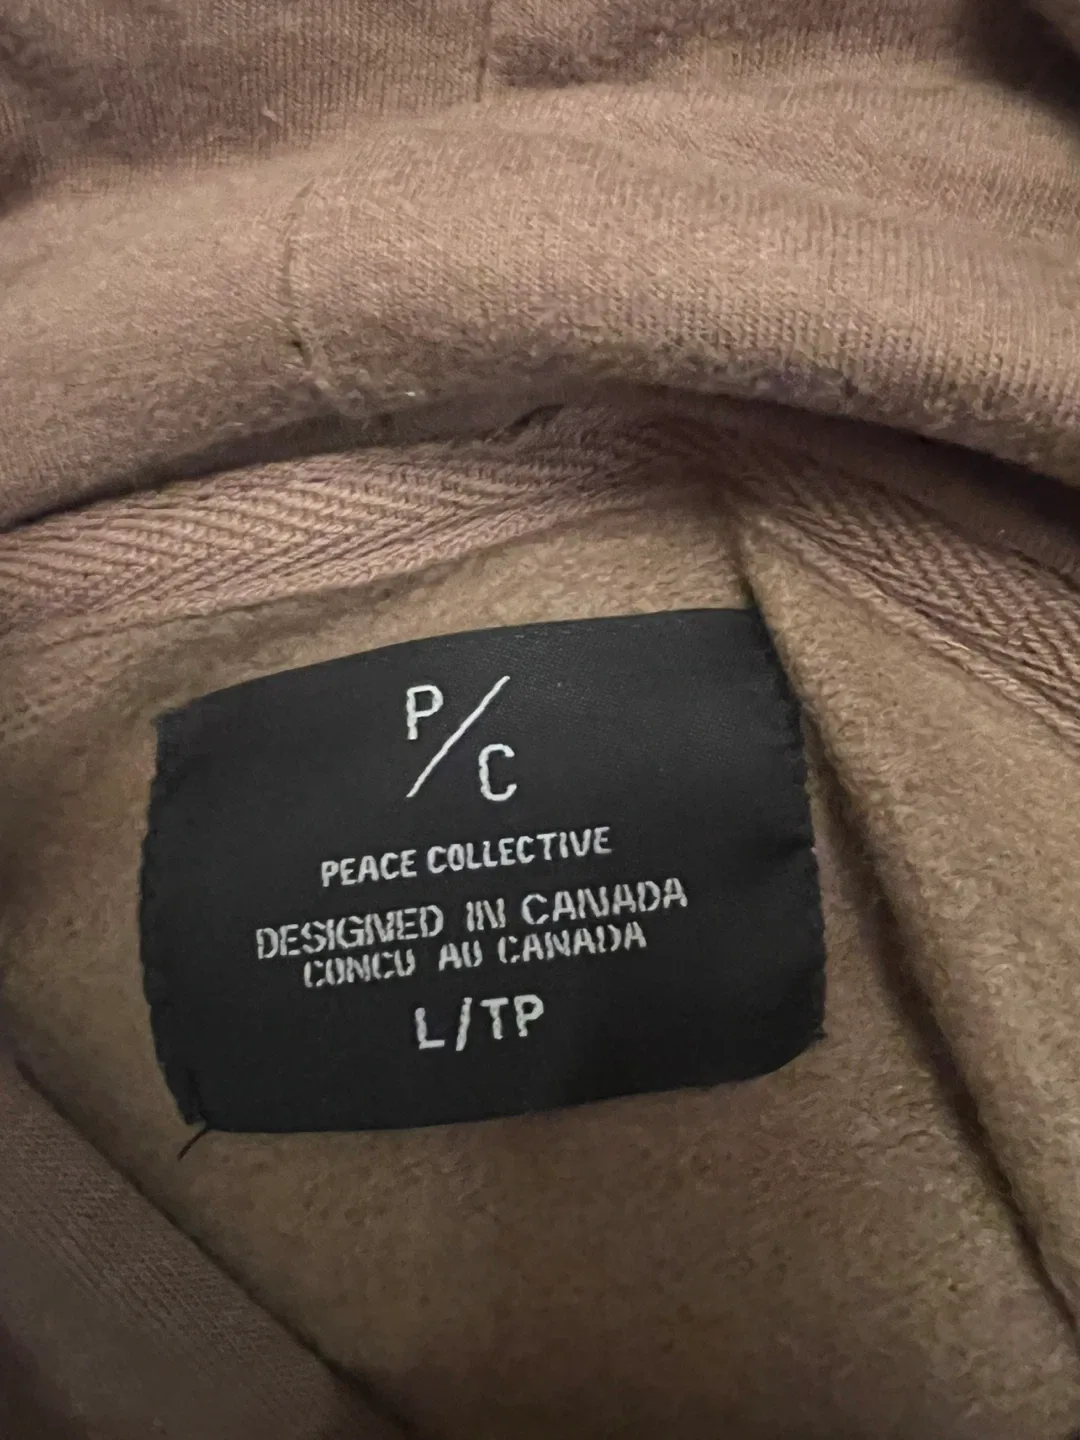 P/C
PEACE COLLECTIVE
DESIGNED IN CANADA
CONCU AU CANADA
L/TP